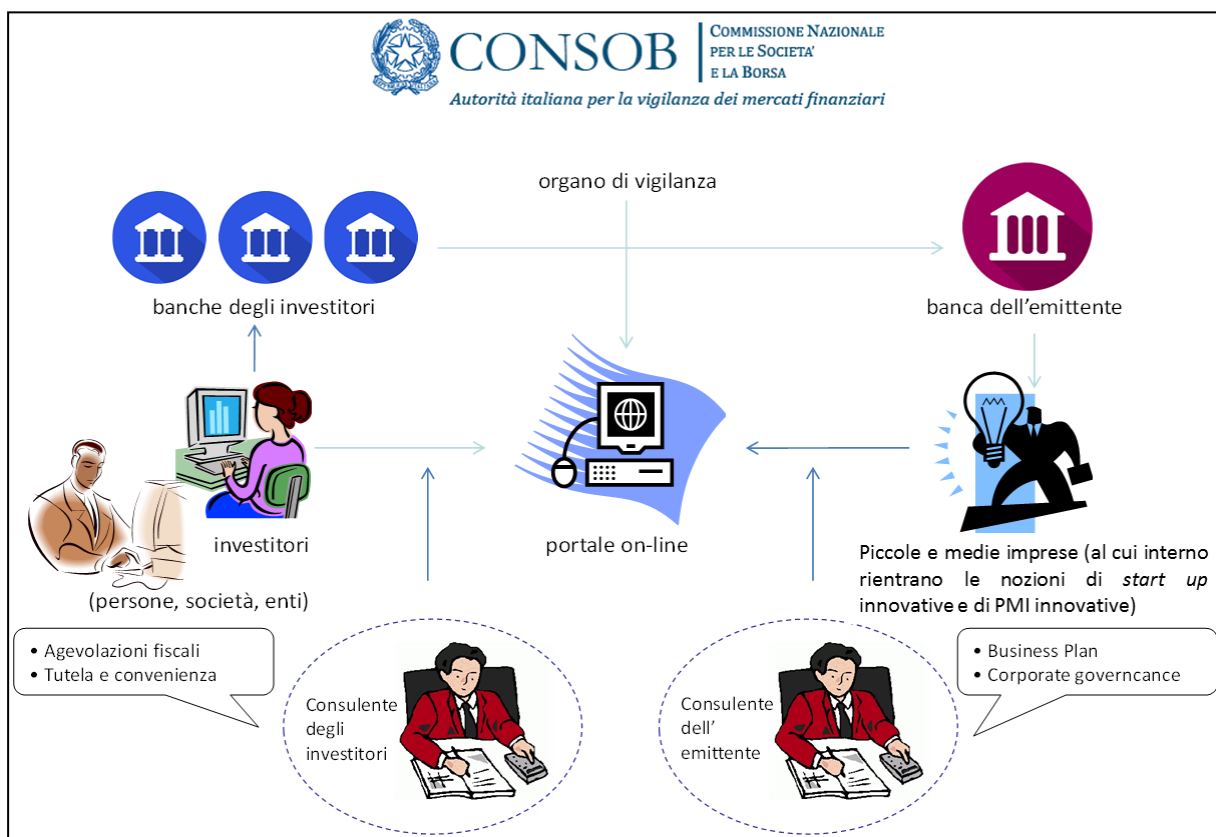 CONSOB
COMMISSIONE NAZIONALE
PER LE SOCIETA'
E LA BORSA
Autorità italiana per la vigilanza dei mercati finanziari
organo di vigilanza
banche degli investitori
banca dell'emittente
investitori
(persone, società, enti)
portale on-line
Piccole e medie imprese (al cui interno
rientrano le nozioni di start up
innovative e di PMI innovative)
• Agevolazioni fiscali
• Tutela e convenienza
Consulente
degli
investitori
Consulente
dell'
emittente
• Business Plan
• Corporate governcance